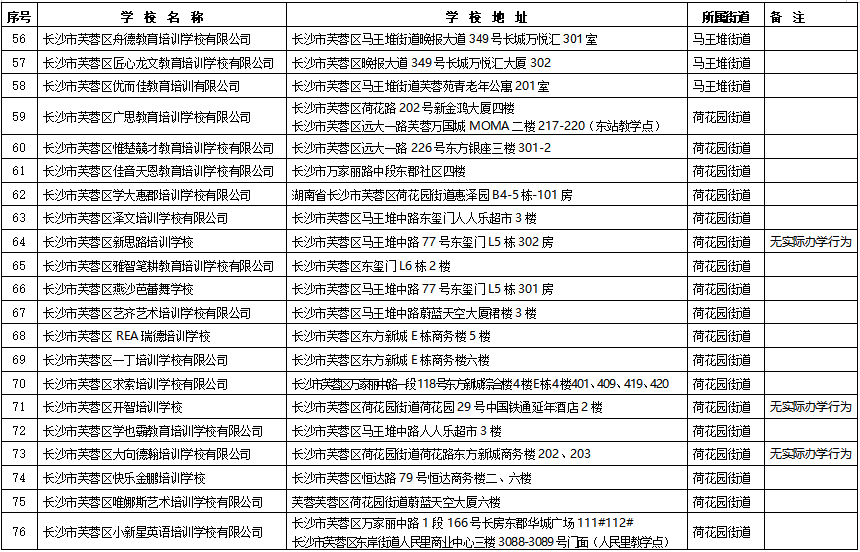 序号 学 校 名 称 学 校 地 址 所属街道 备 注
56 长沙市芙蓉区舟德教育培训学校有限公司 长沙市芙蓉区马王堆街道晚报大道349号长城万悦汇301室 马王堆街道
57 长沙市芙蓉区匠心龙文教育培训学校有限公司 长沙市芙蓉区晚报大道349号长城万悦汇大厦302 马王堆街道
58 长沙市芙蓉区优而佳教育培训有限公司 长沙市芙蓉区马王堆街道芙蓉苑青老年公寓201室 马王堆街道
59 长沙市芙蓉区广思教育培训学校有限公司 长沙市芙蓉区荷花路202号新金鸿大厦四楼 荷花园街道
长沙市芙蓉区远大一路芙蓉万国城MOMA二楼217-220（东站教学点）
60 长沙市芙蓉区惟楚兢才教育培训学校有限公司 长沙市芙蓉区远大一路226号东方银座三楼301-2 荷花园街道
61 长沙市芙蓉区佳音天恩教育培训学校有限公司 长沙市万家丽路中段东郡社区四楼 荷花园街道
62 长沙市芙蓉区学大惠郡培训学校有限公司 湖南省长沙市芙蓉区荷花园街道惠泽园B4-5栋-101房 荷花园街道
63 长沙市芙蓉区泽文培训学校有限公司 长沙市芙蓉区马王堆中路东玺门人人乐超市3楼 荷花园街道
64 长沙市芙蓉区新思路培训学校 长沙市芙蓉区马王堆中路77号东玺门L5栋302房 荷花园街道 无实际办学行为
65 长沙市芙蓉区雅智笔耕教育培训学校有限公司 长沙市芙蓉区东玺门L6栋2楼 荷花园街道
66 长沙市芙蓉区燕沙芭蕾舞学校 长沙市芙蓉区马王堆中路77号东玺门L5栋301房 荷花园街道
67 长沙市芙蓉区艺齐艺术培训学校有限公司 长沙市芙蓉区马王堆中路蔚蓝天空大厦裙楼3楼 荷花园街道
68 长沙市芙蓉区REA瑞德培训学校 长沙市芙蓉区东方新城E栋商务楼5楼 荷花园街道
69 长沙市芙蓉区一丁培训学校有限公司 长沙市芙蓉区东方新城E栋商务楼六楼 荷花园街道
70 长沙市芙蓉区求索培训学校有限公司 长沙市芙蓉区万家丽中路一段118号东方新城综合楼4楼E栋4楼401、409、419、420 荷花园街道
71 长沙市芙蓉区开智培训学校 长沙市芙蓉区荷花园街道荷花园29号中国铁通延年酒店2楼 荷花园街道 无实际办学行为
72 长沙市芙蓉区学也霸教育培训学校有限公司 长沙市芙蓉区马王堆中路人人乐超市3楼 荷花园街道
73 长沙市芙蓉区大向德翰培训学校有限公司 长沙市芙蓉区荷花园街道荷花路东方新城商务楼202、203 荷花园街道 无实际办学行为
74 长沙市芙蓉区快乐金鹏培训学校 长沙市芙蓉区恒达路79号恒达商务楼二、六楼 荷花园街道
75 长沙市芙蓉区唯娜斯艺术培训学校有限公司 芙蓉芙蓉区荷花园街道蔚蓝天空大厦六楼 荷花园街道
76 长沙市芙蓉区小新星英语培训学校有限公司 长沙市芙蓉区万家丽中路1段166号长房东郡华城广场111#112# 荷花园街道
长沙市芙蓉区东岸街道人民里商业中心三楼3088-3089号门面（人民里教学点）